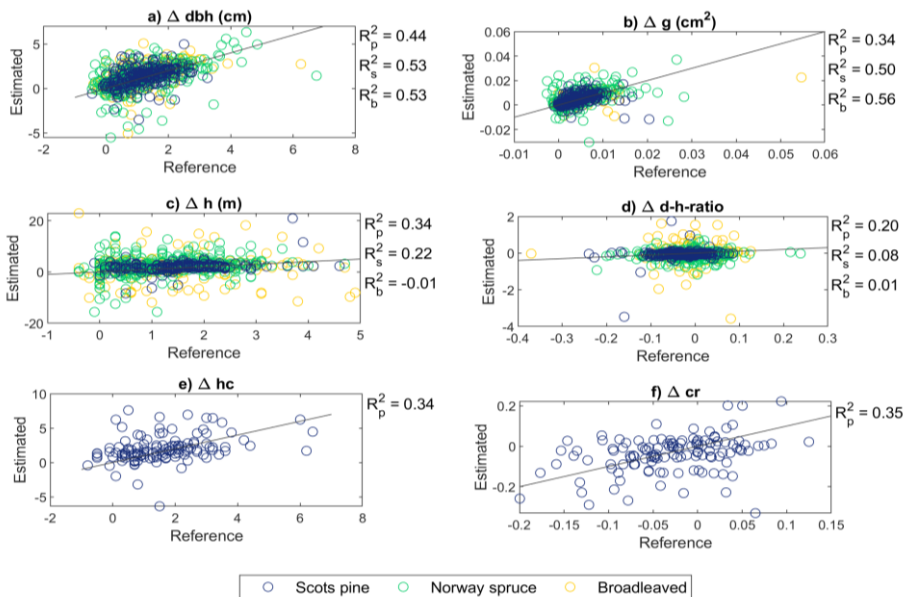 a) Δ dbh (cm)
Estimated
5
0
-5
-2
0
2
4
6
8
Reference
R²p = 0.44
R²s = 0.53
R²b = 0.53
b) Δ g (cm²)
Estimated
0.06
0.04
0.02
0
-0.02
-0.01
0
0.01
0.02
0.03
0.04
0.05
0.06
Reference
R²p = 0.34
R²s = 0.50
R²b = 0.56
c) Δ h (m)
Estimated
20
0
-20
-1
0
1
2
3
4
5
Reference
R²p = 0.34
R²s = 0.22
R²b = -0.01
d) Δ d-h-ratio
Estimated
2
0
-2
-4
-0.4
-0.3
-0.2
-0.1
0
0.1
0.2
0.3
Reference
R²p = 0.20
R²s = 0.08
R²b = 0.01
e) Δ hc
Estimated
10
5
0
-5
-2
0
2
4
6
8
Reference
R²p = 0.34
f) Δ cr
Estimated
0.2
0
-0.2
-0.2
-0.15
-0.1
-0.05
0
0.05
0.1
0.15
Reference
R²p = 0.35
Scots pine
Norway spruce
Broadleaved